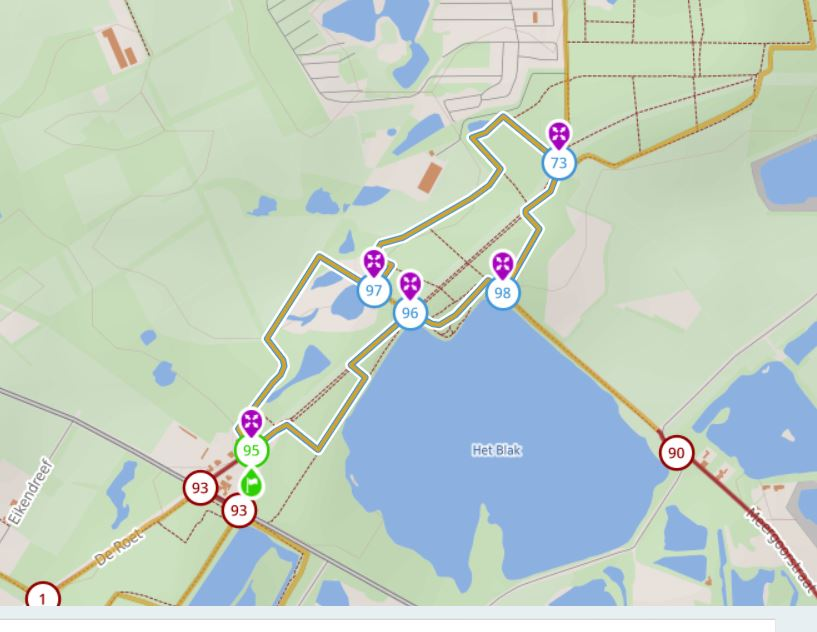 73
97
98
96
Het Blak
95
90
93
93
Eikendreef
De Roet
Meergoorstraat
1